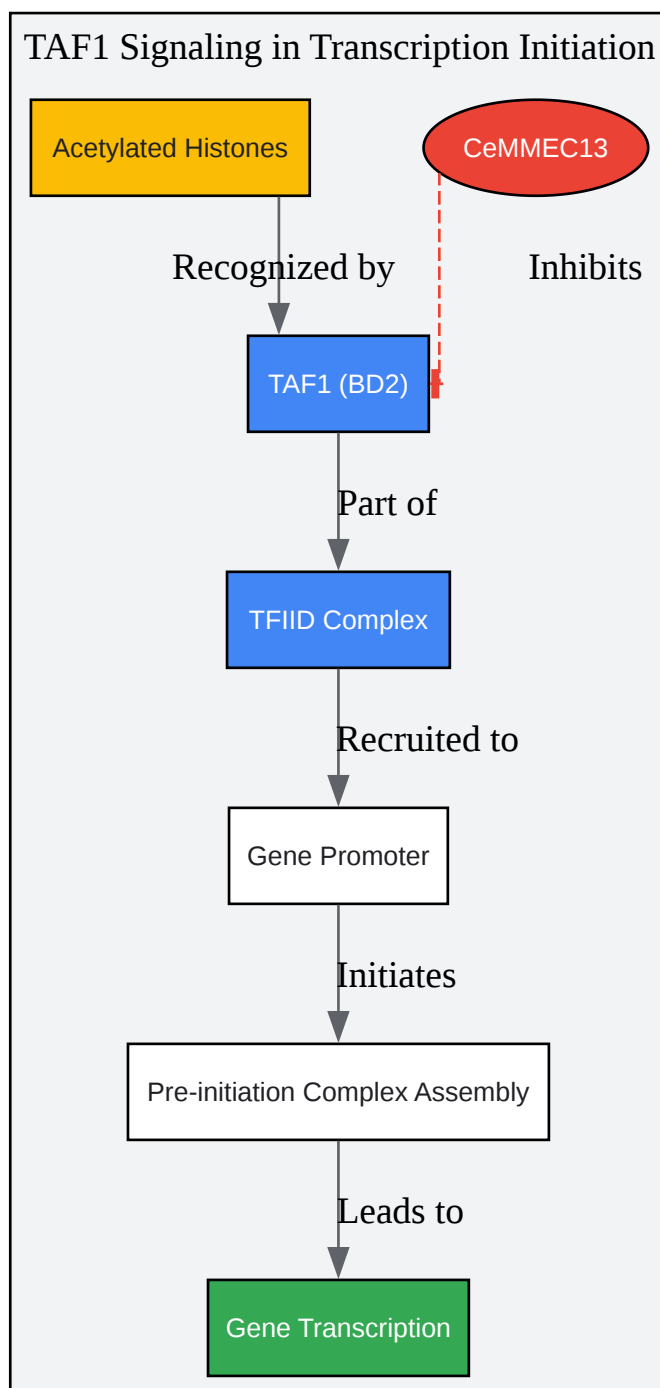 TAF1 Signaling in Transcription Initiation
Acetylated Histones
CeMMEC13
Recognized by
Inhibits
TAF1 (BD2)
Part of
TFIID Complex
Recruited to
Gene Promoter
Initiates
Pre-initiation Complex Assembly
Leads to
Gene Transcription